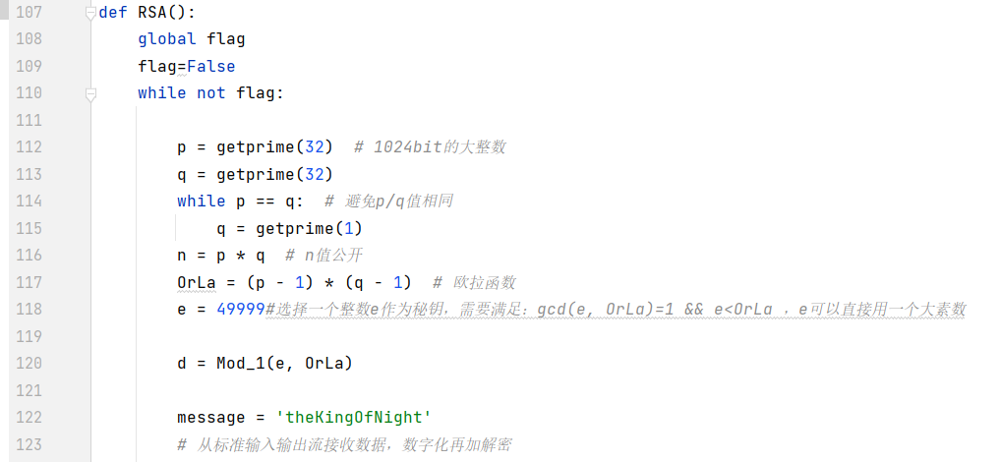 107 def RSA():
108     global flag
109     flag=False
110     while not flag:
111
112         p = getprime(32)  # 1024bit的大整数
113         q = getprime(32)
114         while p == q:  # 避免p/q值相同
115             q = getprime(1)
116         n = p * q  # n值公开
117         OrLa = (p - 1) * (q - 1)  # 欧拉函数
118         e = 49999#选择一个整数e作为秘钥，需要满足：gcd(e, OrLa)=1 && e<OrLa ，e可以直接用一个大素数
119
120         d = Mod_1(e, OrLa)
121
122         message = 'theKingOfNight'
123         # 从标准输入输出流接收数据，数字化再加解密